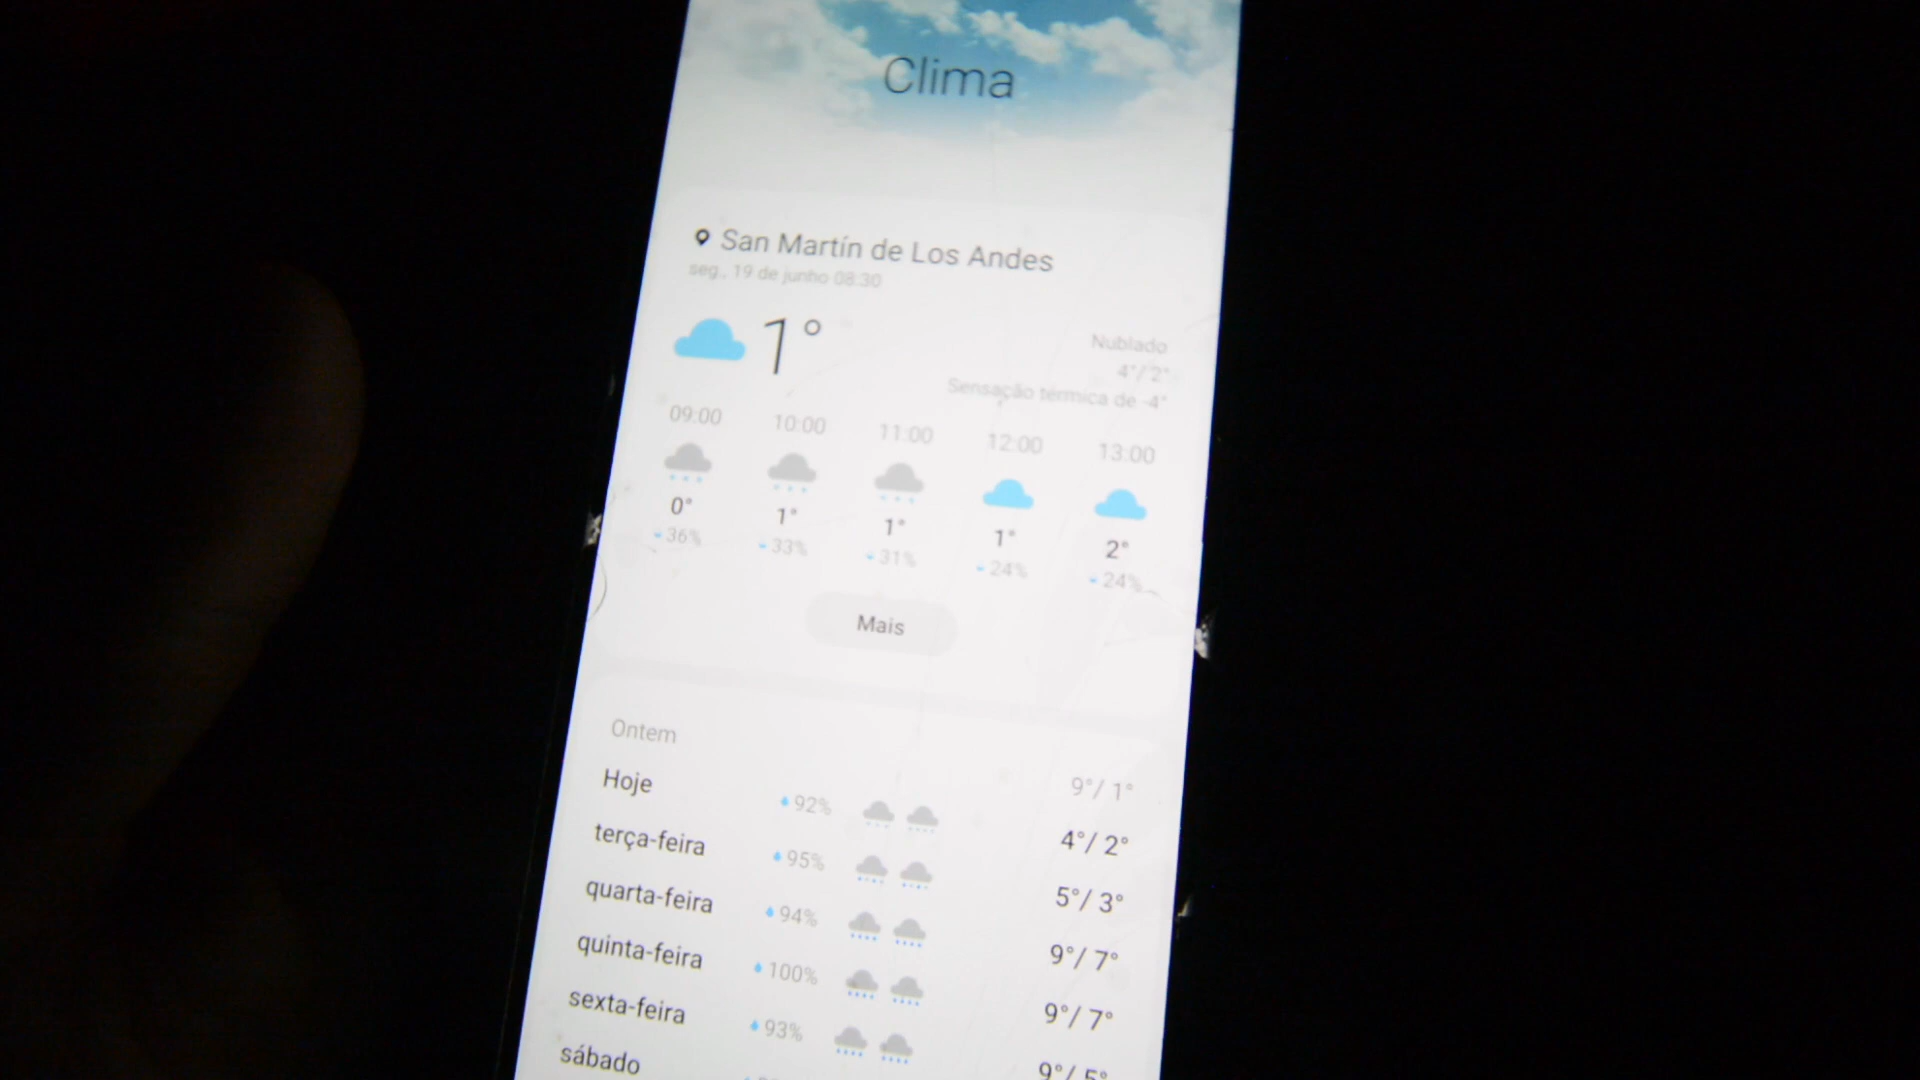 Clima
San Martín de Los Andes
seg., 19 de junho 08:30
1°
Nublado
4°/ 2°
Sensação térmica de -4°
09:00 10:00 11:00 12:00 13:00
0° 1° 1° 1° 2°
36% 33% 31% 24% 24%
Mais
Ontem 9°/ 1°
Hoje 92% 4°/ 2°
terça-feira 95% 5°/ 3°
quarta-feira 94% 9°/ 7°
quinta-feira 100% 9°/ 7°
sexta-feira 93% 9°/ 5°
sábado